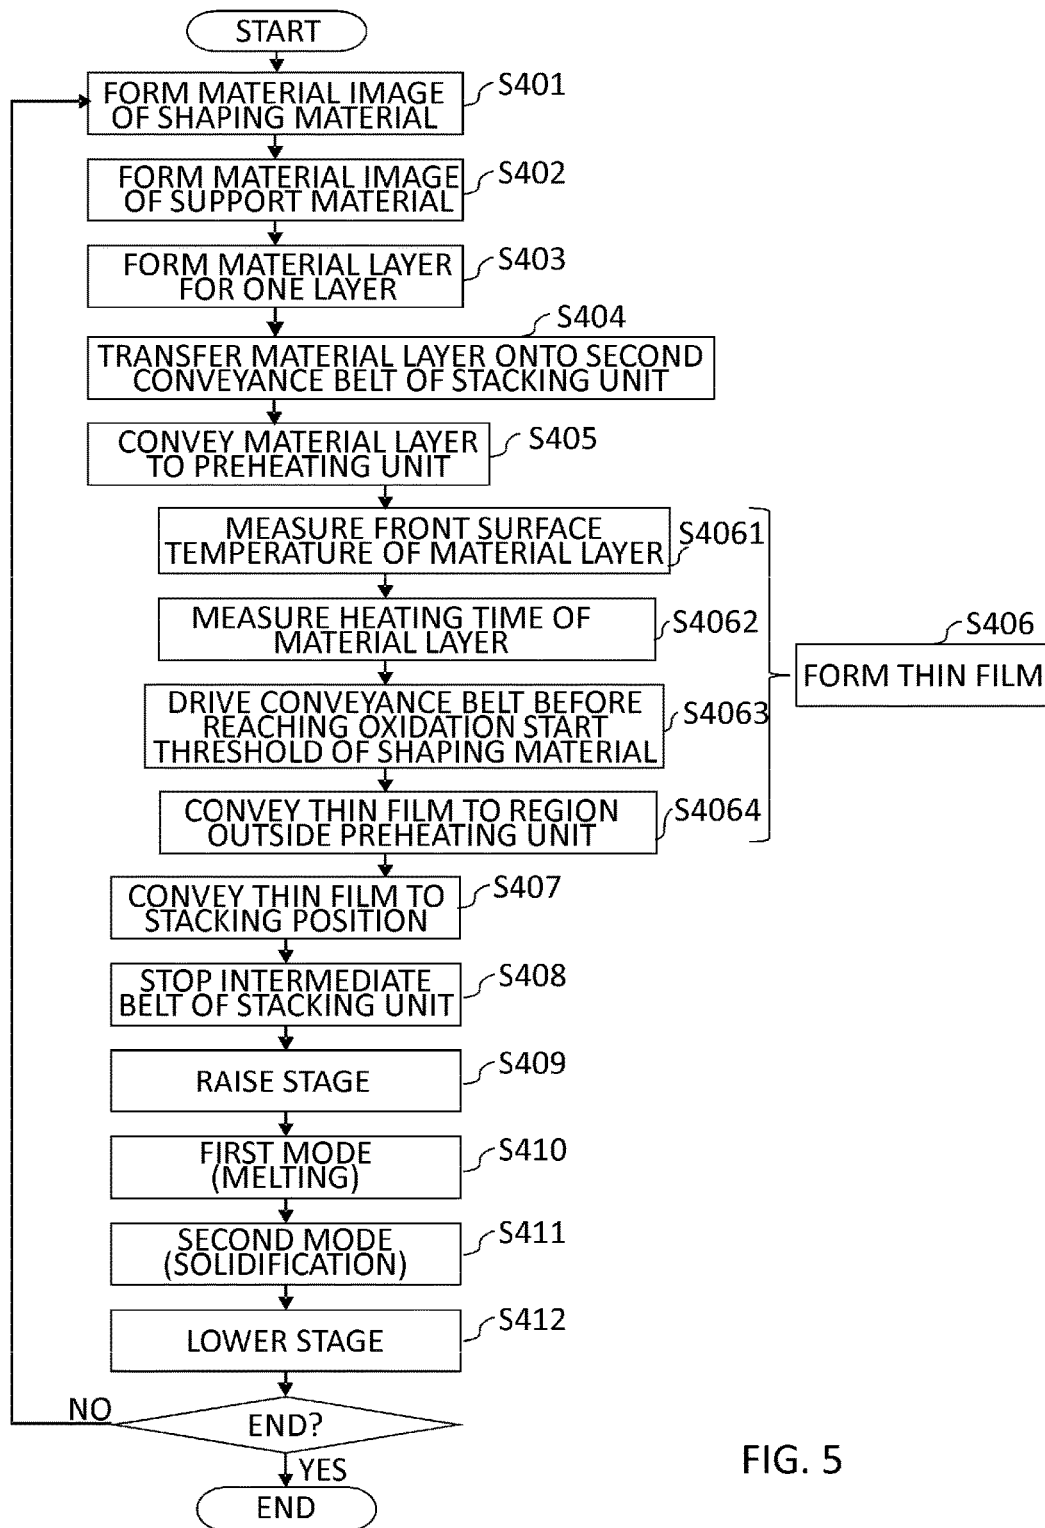 START
FORM MATERIAL IMAGE
OF SHAPING MATERIAL
S401
FORM MATERIAL IMAGE
OF SUPPORT MATERIAL
S402
FORM MATERIAL LAYER
FOR ONE LAYER
S403
S404
TRANSFER MATERIAL LAYER ONTO SECOND
CONVEYANCE BELT OF STACKING UNIT
CONVEY MATERIAL LAYER
TO PREHEATING UNIT
S405
MEASURE FRONT SURFACE
TEMPERATURE OF MATERIAL LAYER
S4061
MEASURE HEATING TIME OF
MATERIAL LAYER
S4062
DRIVE CONVEYANCE BELT BEFORE
REACHING OXIDATION START
THRESHOLD OF SHAPING MATERIAL
S4063
CONVEY THIN FILM TO REGION
OUTSIDE PREHEATING UNIT
S4064
S406
FORM THIN FILM
CONVEY THIN FILM TO
STACKING POSITION
S407
STOP INTERMEDIATE
BELT OF STACKING UNIT
S408
RAISE STAGE
S409
FIRST MODE
(MELTING)
S410
SECOND MODE
(SOLIDIFICATION)
S411
LOWER STAGE
S412
NO
END?
YES
END
FIG. 5